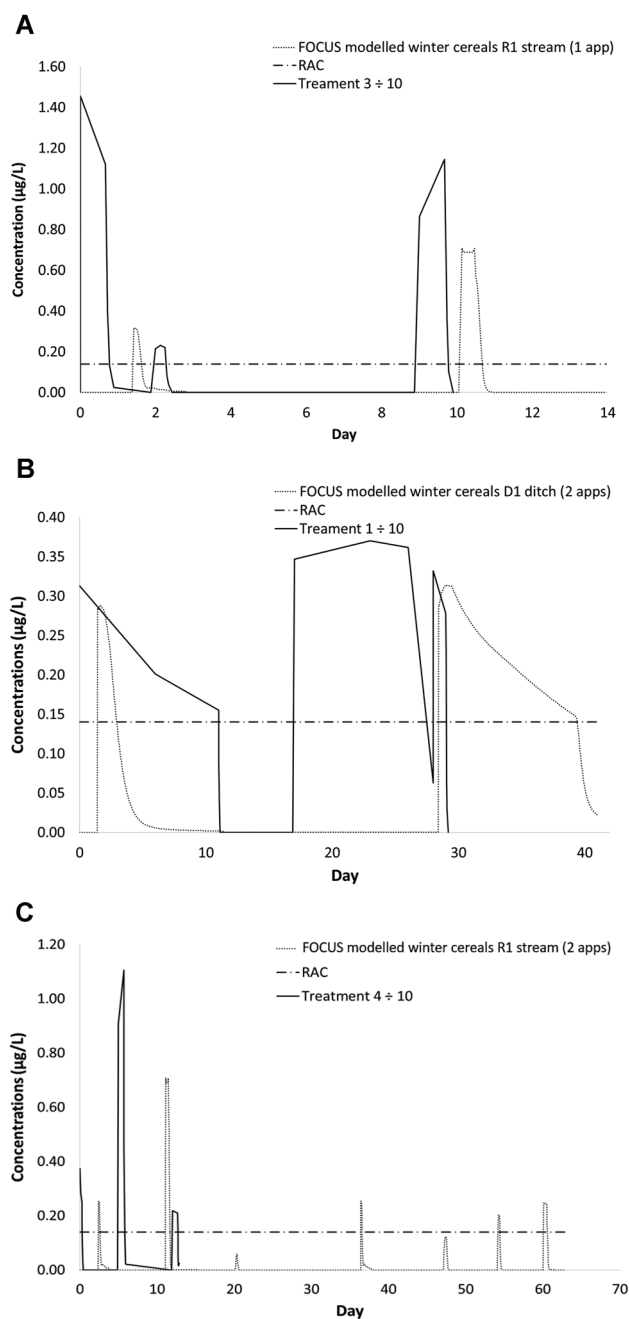 A
FOCUS modelled winter cereals R1 stream (1 app)
RAC
Treament 3 ÷ 10
Concentration (µg/L)
1.60
1.40
1.20
1.00
0.80
0.60
0.40
0.20
0.00
0 2 4 6 8 10 12 14
Day
B
FOCUS modelled winter cereals D1 ditch (2 apps)
RAC
Treament 1 ÷ 10
Concentrations (µg/L)
0.40
0.35
0.30
0.25
0.20
0.15
0.10
0.05
0.00
0 10 20 30 40
Day
C
FOCUS modelled winter cereals R1 stream (2 apps)
RAC
Treatment 4 ÷ 10
Concentrations (µg/L)
1.20
1.00
0.80
0.60
0.40
0.20
0.00
0 10 20 30 40 50 60 70
Day